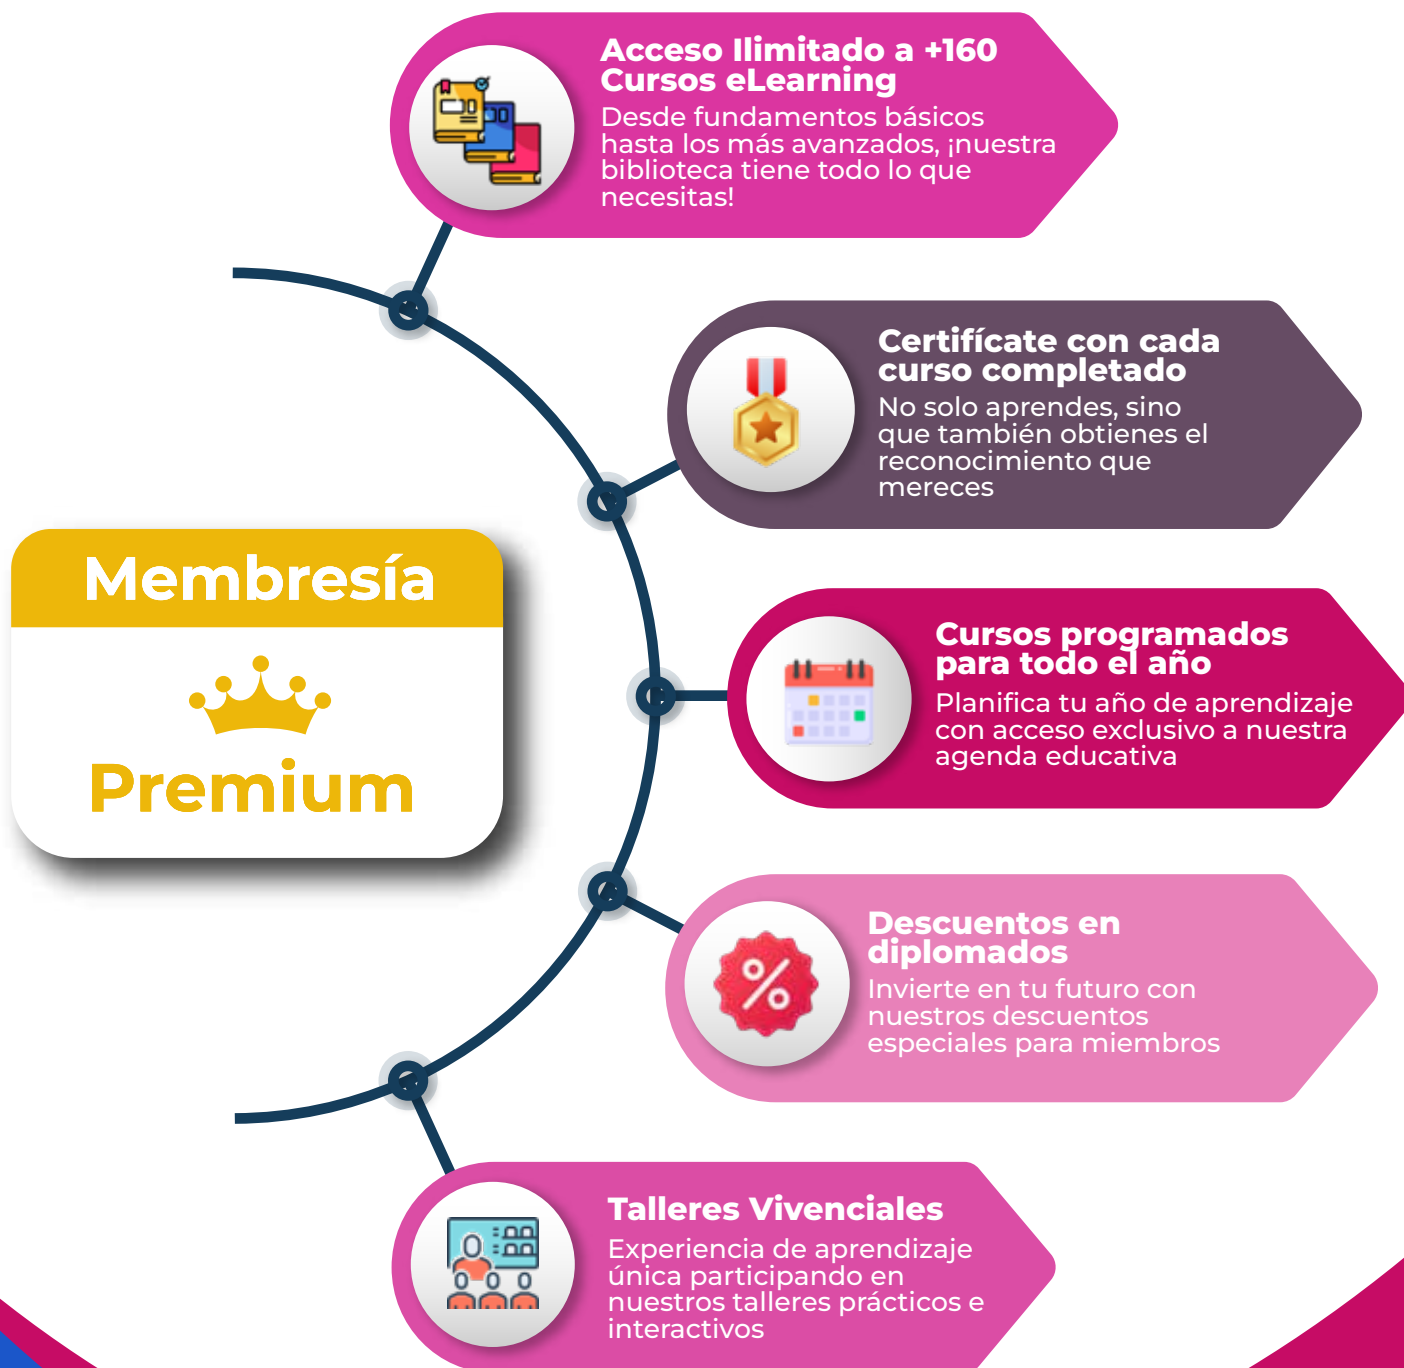 Acceso Ilimitado a +160
Cursos eLearning
Desde fundamentos básicos
hasta los más avanzados, ¡nuestra
biblioteca tiene todo lo que
necesitas!
Certifícate con cada
curso completado
No solo aprendes, sino
que también obtienes el
reconocimiento que
mereces
Membresía
Premium
Cursos programados
para todo el año
Planifica tu año de aprendizaje
con acceso exclusivo a nuestra
agenda educativa
Descuentos en
diplomados
Invierte en tu futuro con
nuestros descuentos
especiales para miembros
Talleres Vivenciales
Experiencia de aprendizaje
única participando en
nuestros talleres prácticos e
interactivos